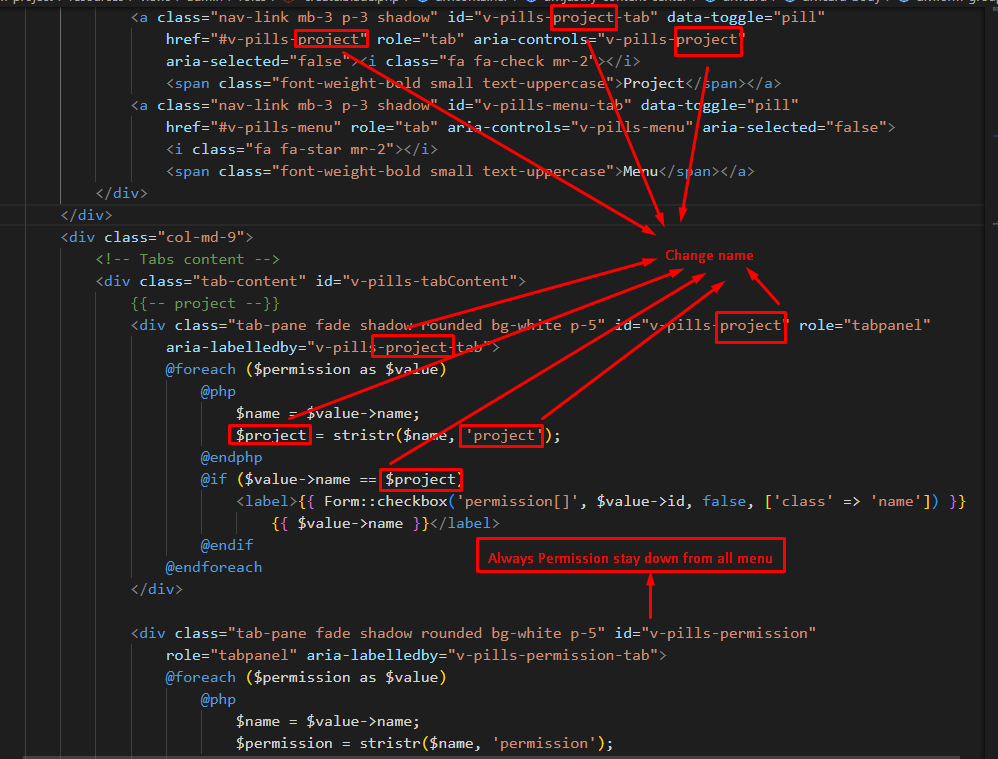 <a class="nav-link mb-3 p-3 shadow" id="v-pills-project-tab" data-toggle="pill"
href="#v-pills-project" role="tab" aria-controls="v-pills-project"
aria-selected="false"><i class="fa fa-check mr-2"></i>
<span class="font-weight-bold small text-uppercase">Project</span></a>
<a class="nav-link mb-3 p-3 shadow" id="v-pills-menu-tab" data-toggle="pill"
href="#v-pills-menu" role="tab" aria-controls="v-pills-menu" aria-selected="false">
<i class="fa fa-star mr-2"></i>
<span class="font-weight-bold small text-uppercase">Menu</span></a>
</div>
</div>
<div class="col-md-9">
Change name
<!-- Tabs content -->
<div class="tab-content" id="v-pills-tabContent">
{{-- project --}}
<div class="tab-pane fade shadow rounded bg-white p-5" id="v-pills-project" role="tabpanel"
aria-labelledby="v-pills-project-tab">
@foreach ($permission as $value)
@php
$name = $value->name;
$project = stristr($name, 'project');
@endphp
@if ($value->name == $project)
<label>{{ Form::checkbox('permission[]', $value->id, false, ['class' => 'name']) }}
{{ $value->name }}</label>
@endif
Always Permission stay down from all menu
@endforeach
</div>
<div class="tab-pane fade shadow rounded bg-white p-5" id="v-pills-permission"
role="tabpanel" aria-labelledby="v-pills-permission-tab">
@foreach ($permission as $value)
@php
$name = $value->name;
$permission = stristr($name, 'permission');